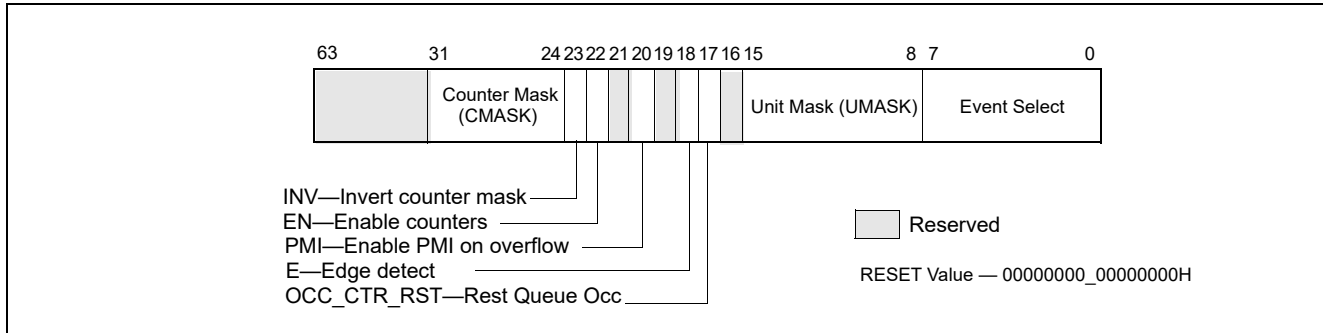 63 31 24 23 22 21 20 19 18 17 16 15 8 7 0
Counter Mask
(CMASK)
Unit Mask (UMASK)
Event Select
INV—Invert counter mask
EN—Enable counters
PMI—Enable PMI on overflow
E—Edge detect
OCC_CTR_RST—Rest Queue Occ
Reserved
RESET Value — 00000000_00000000H